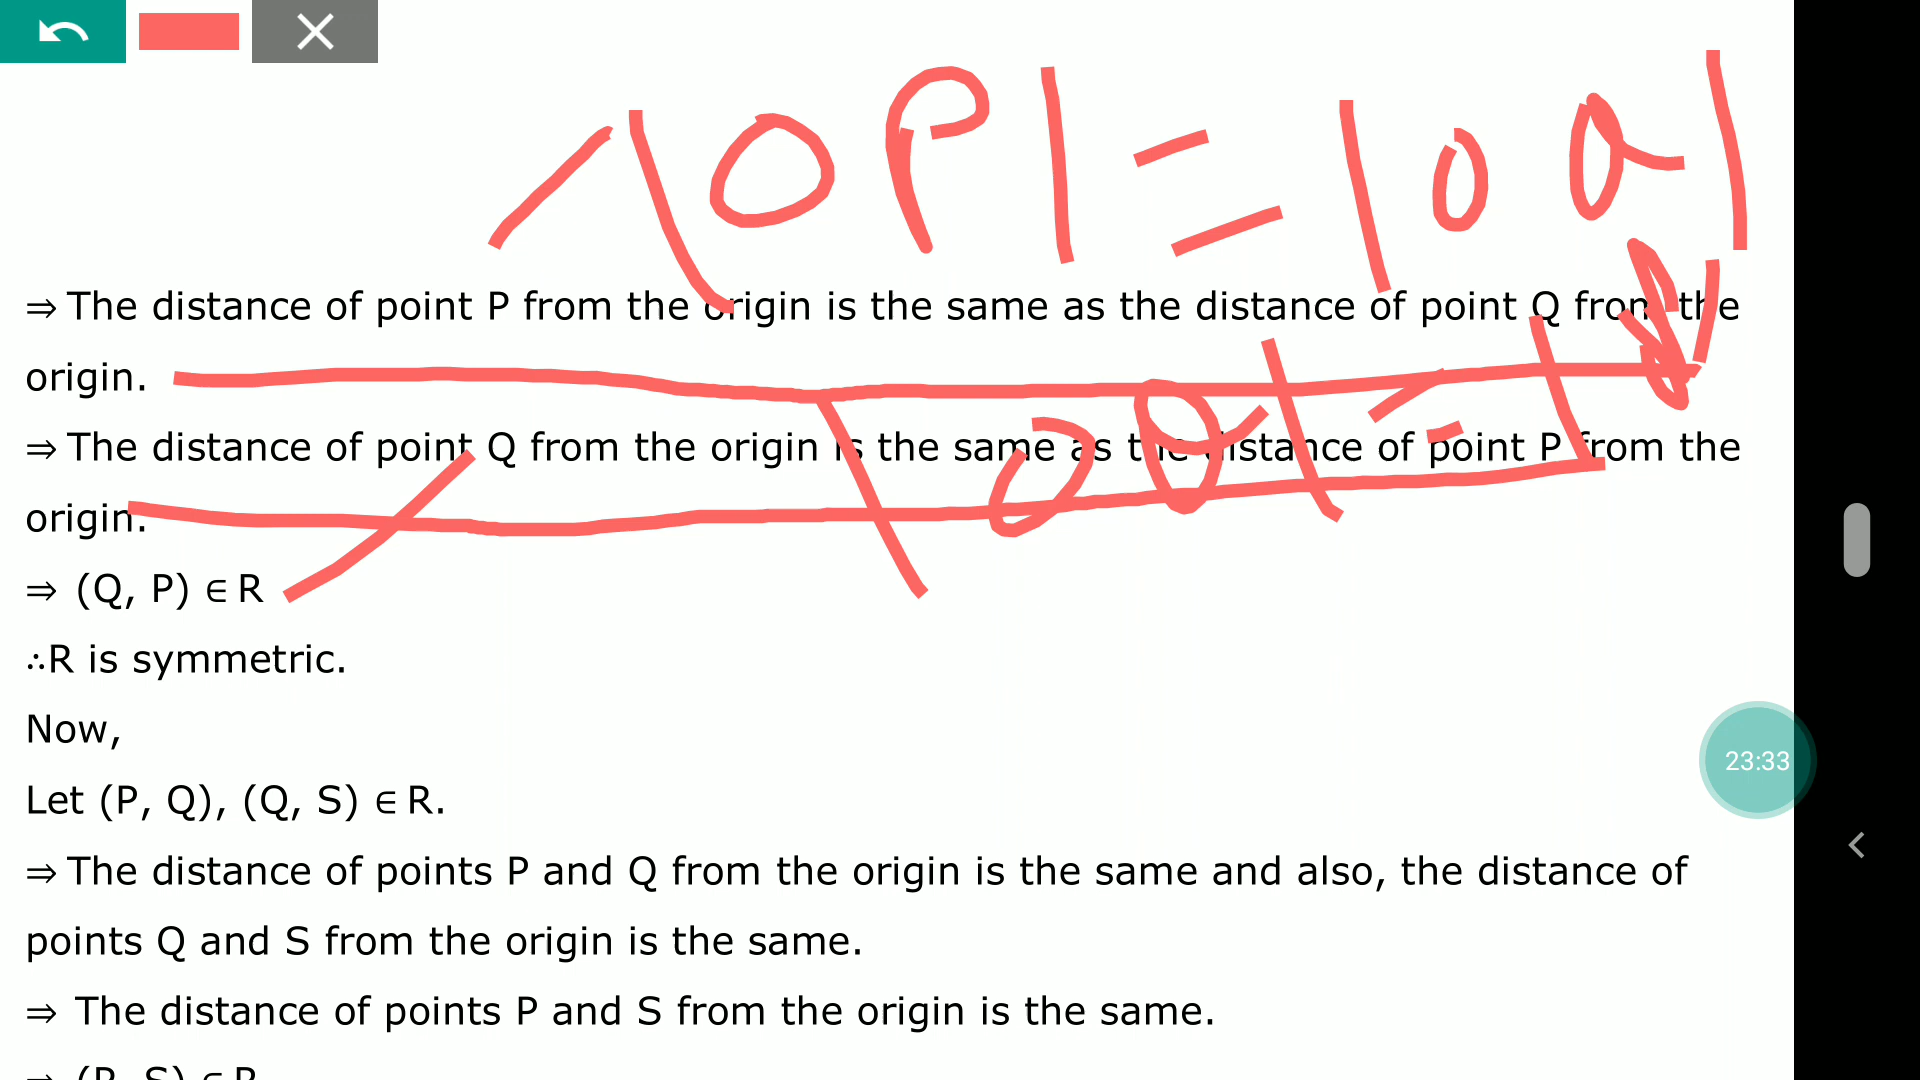 |OP| = |OQ|
⇒ The distance of point P from the origin is the same as the distance of point Q from the
origin.
|OQ| = |
⇒ The distance of point Q from the origin is the same as the distance of point P from the
origin.
⇒ (Q, P) ∈ R
∴R is symmetric.
Now,
Let (P, Q), (Q, S) ∈ R.
23:33
⇒ The distance of points P and Q from the origin is the same and also, the distance of
points Q and S from the origin is the same.
⇒ The distance of points P and S from the origin is the same.
⇒ (P, S) ∈ R